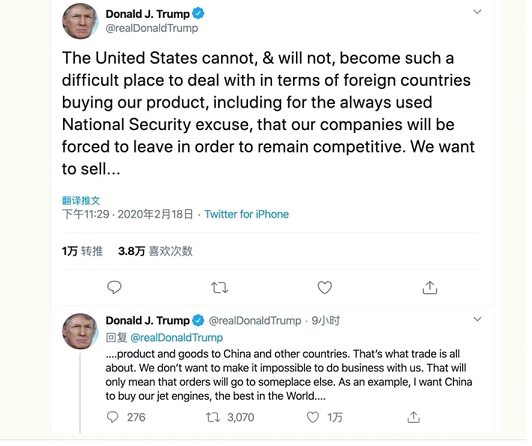 Donald J. Trump
@realDonaldTrump
The United States cannot, & will not, become such a
difficult place to deal with in terms of foreign countries
buying our product, including for the always used
National Security excuse, that our companies will be
forced to leave in order to remain competitive. We want
to sell...
翻译推文
下午11:29 · 2020年2月18日 · Twitter for iPhone
1万 转推 3.8万 喜欢次数
Donald J. Trump @realDonaldTrump · 9小时
回复 @realDonaldTrump
....product and goods to China and other countries. That's what trade is all
about. We don't want to make it impossible to do business with us. That will
only mean that orders will go to someplace else. As an example, I want China
to buy our jet engines, the best in the World....
276 3,070 1万